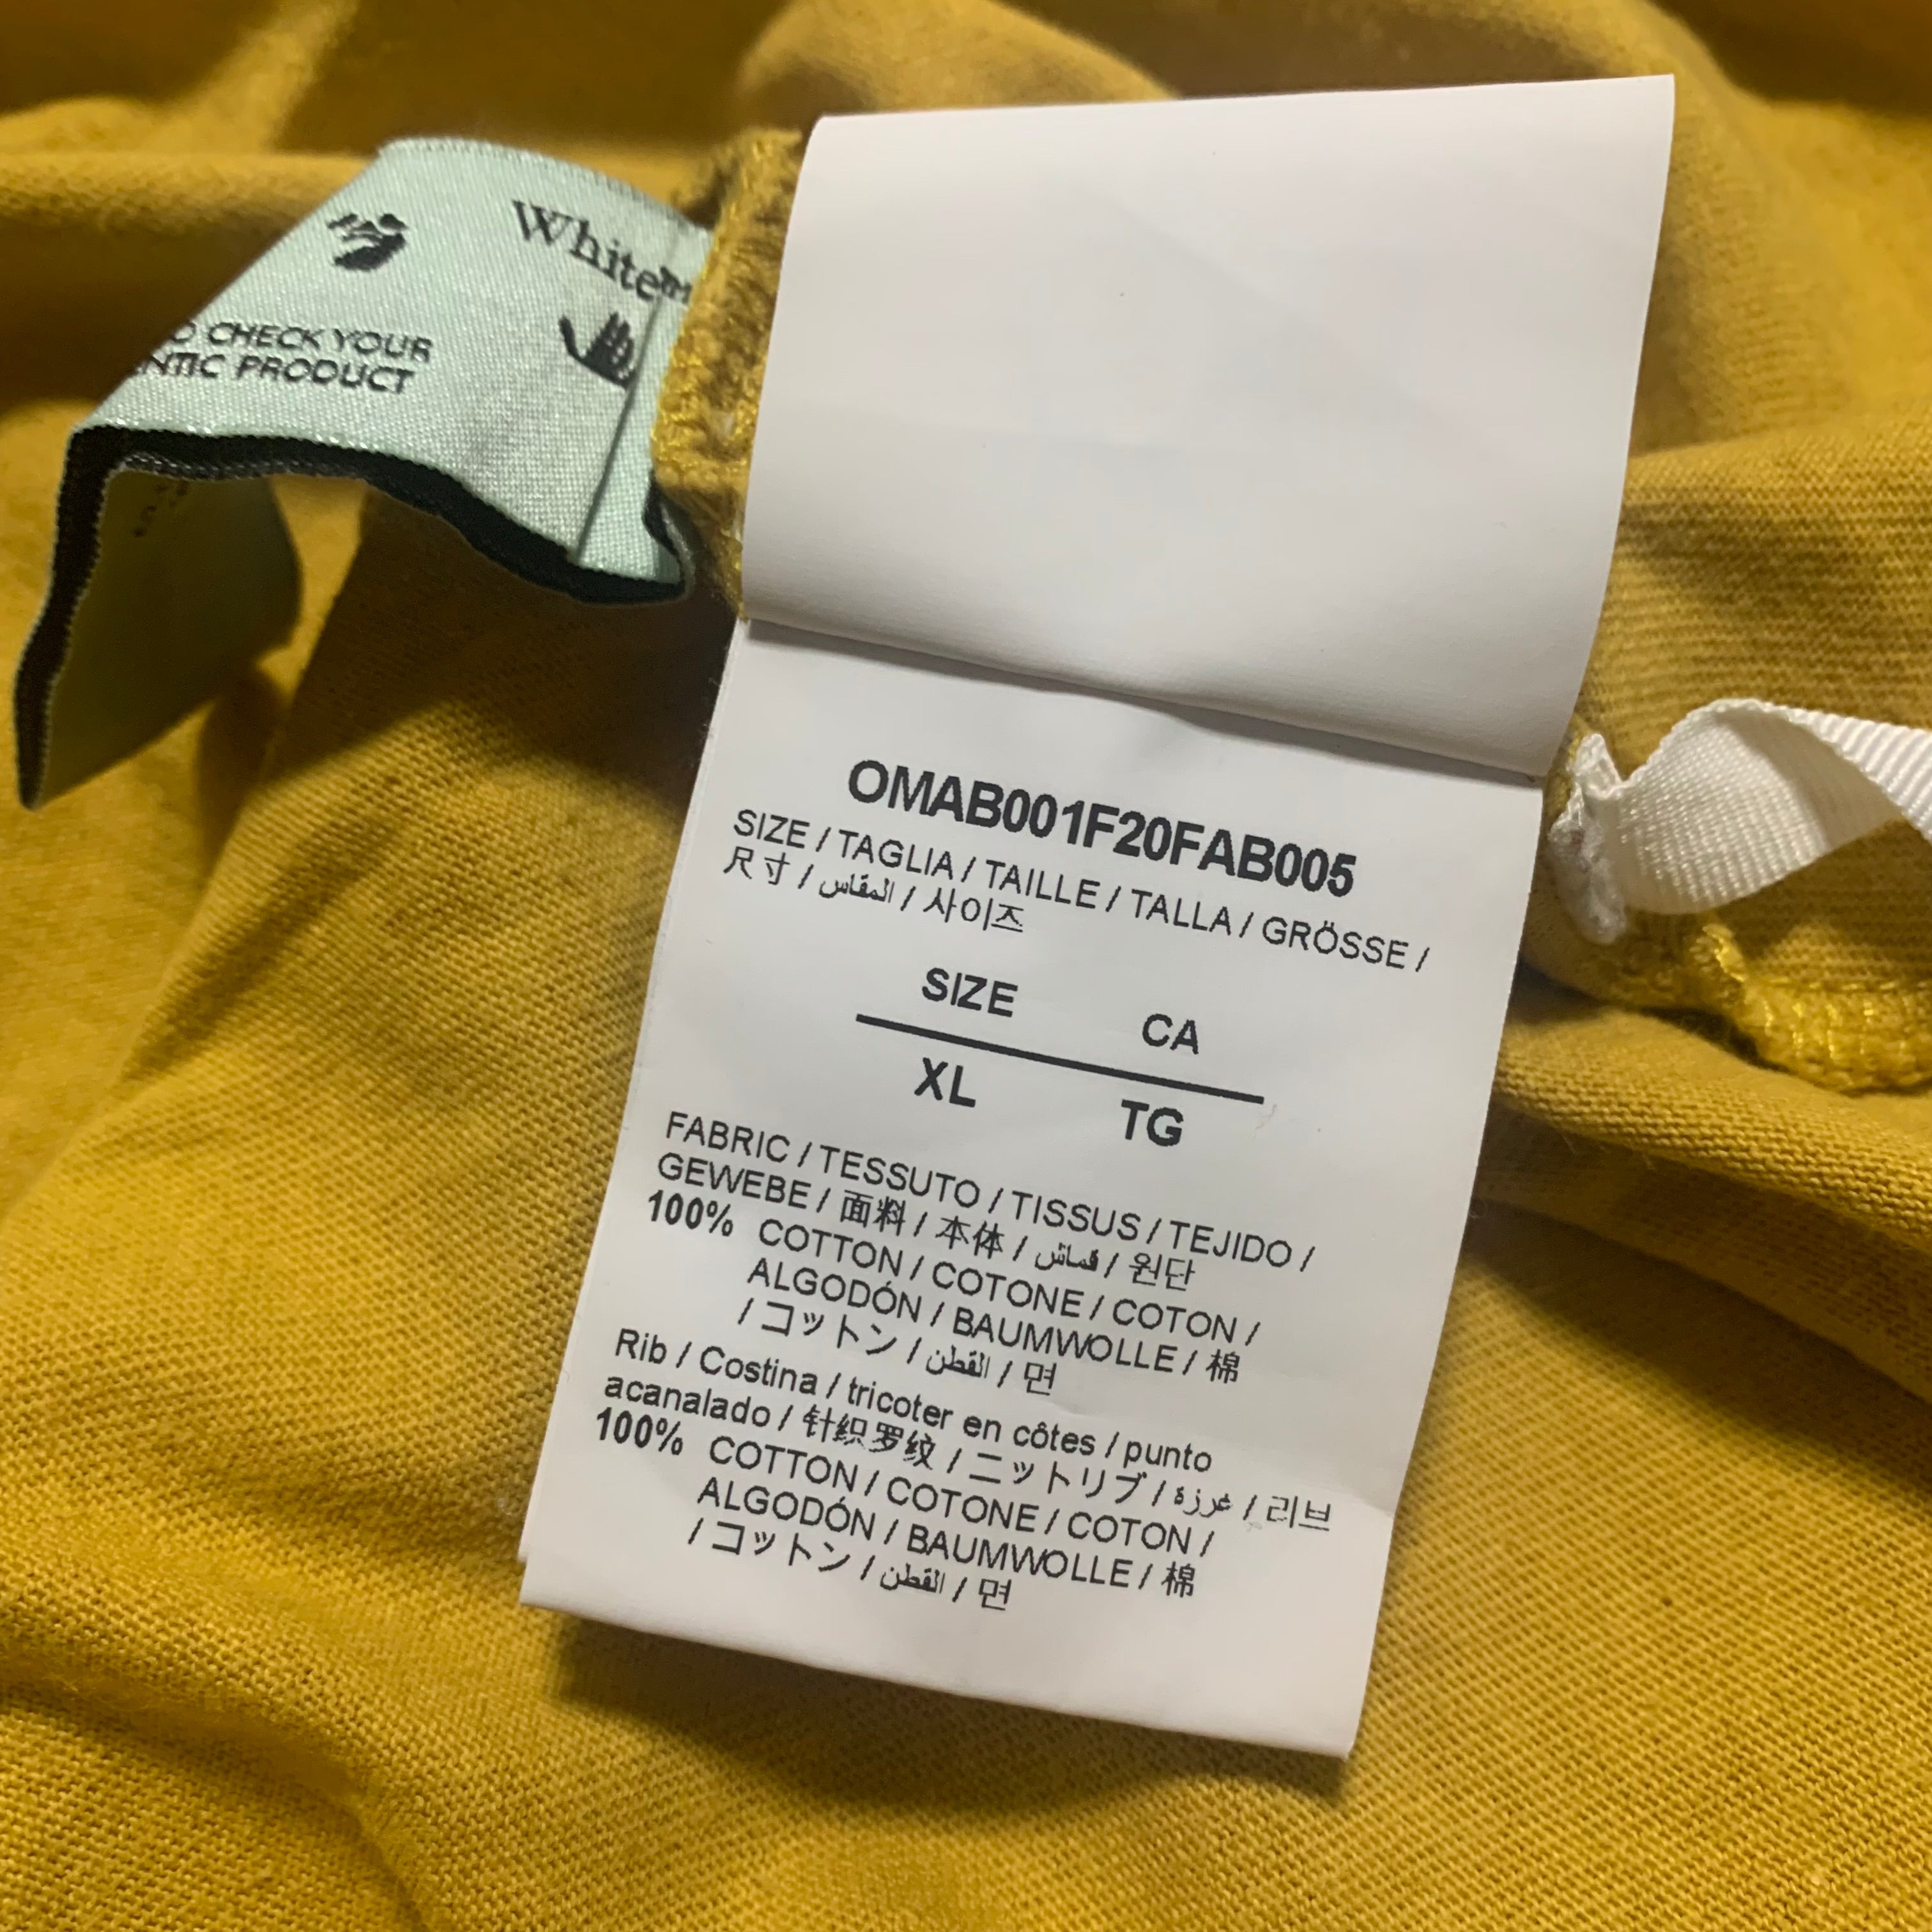 White™
CHECK YOUR
PRODUCT
OMAB001F20FAB005
SIZE / TAGLIA / TAILLE / TALLA / GRÖSSE /
尺寸 / المقاس / 사이즈
SIZE CA
XL TG
FABRIC / TESSUTO / TISSUS / TEJIDO /
GEWEBE / 面料 / 本体 / قماش / 원단
100% COTTON / COTONE / COTON /
ALGODÓN / BAUMWOLLE / 棉
/ コットン / القطن / 면
Rib / Costina / tricoter en côtes / punto
acanalado / 针织罗纹 / ニットリブ / غرزة / 리브
100% COTTON / COTONE / COTON /
ALGODÓN / BAUMWOLLE / 棉
/ コットン / القطن / 면